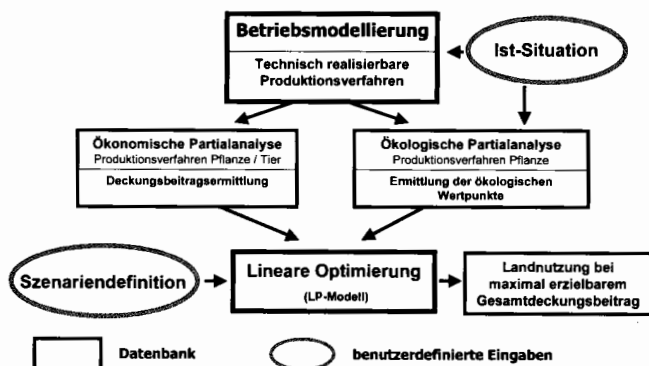 Betriebsmodellierung
Technisch realisierbare
Produktionsverfahren
Ist-Situation
Ökonomische Partialanalyse
Produktionsverfahren Pflanze / Tier
Deckungsbeitragsermittlung
Ökologische Partialanalyse
Produktionsverfahren Pflanze
Ermittlung der ökologischen
Wertpunkte
Szenariendefinition
Lineare Optimierung
(LP-Modell)
Landnutzung bei
maximal erzielbarem
Gesamtdeckungsbeitrag
Datenbank
benutzerdefinierte Eingaben